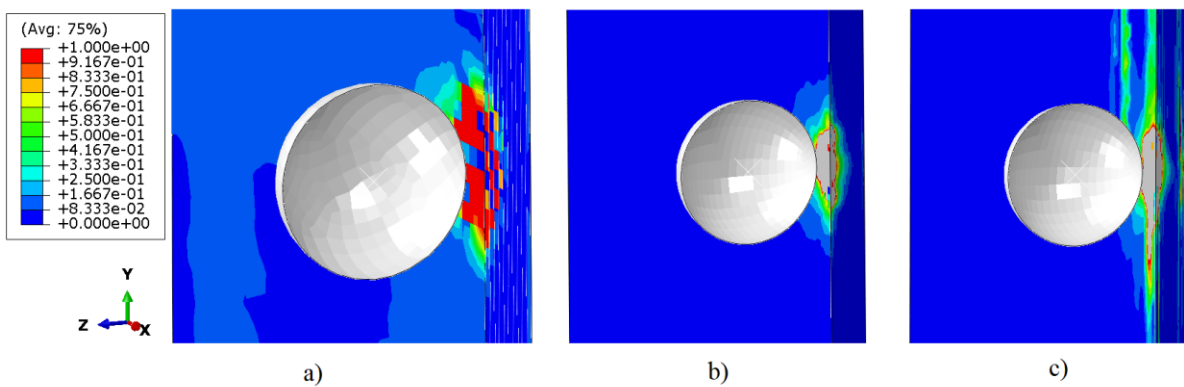 (Avg: 75%)
+1.000e+00
+9.167e-01
+8.333e-01
+7.500e-01
+6.667e-01
+5.833e-01
+5.000e-01
+4.167e-01
+3.333e-01
+2.500e-01
+1.667e-01
+8.333e-02
+0.000e+00
Y
Z
X
a)
b)
c)